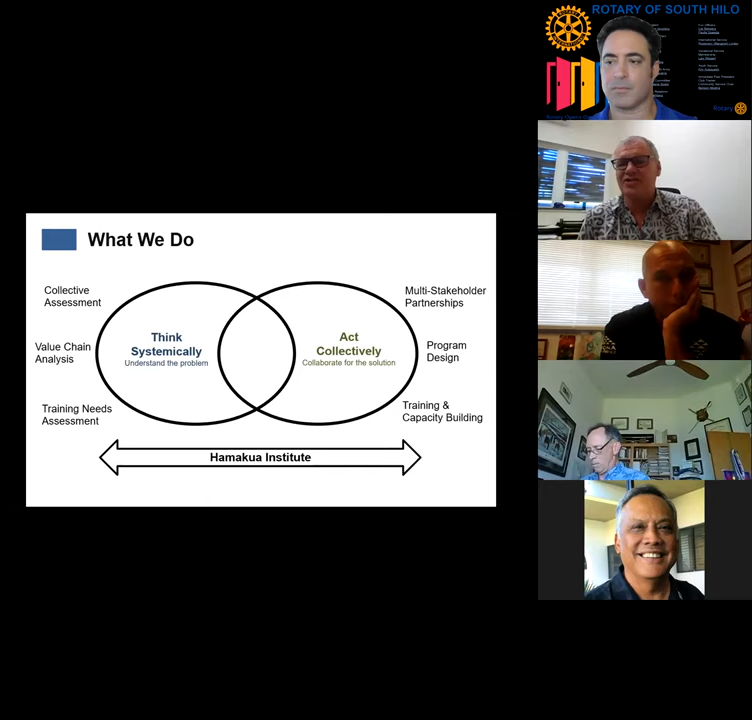 ROTARY OF SOUTH HILO
Rotary
What We Do
Collective
Assessment
Multi-Stakeholder
Partnerships
Think
Systemically
Understand the problem
Act
Collectively
Collaborate for the solution
Value Chain
Analysis
Program
Design
Training Needs
Assessment
Training &
Capacity Building
Hamakua Institute